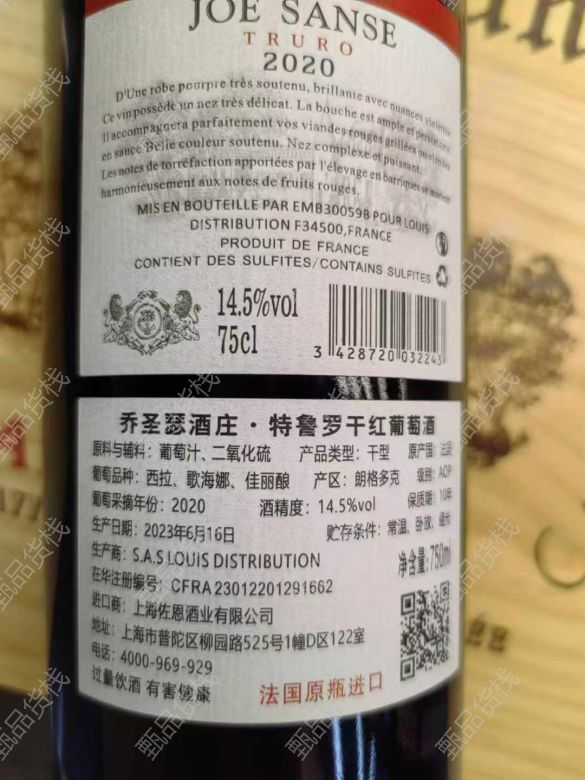 JOE SANSE
TRURO
2020
D'Une robe pourpre très soutenu, brillante avec nuances violettes
Ce vin possède un nez très délicat. La bouche est ample et
Il accompagnera parfaitement vos viandes rouges grillées ou viandes
en sauce Belle couleur soutenu. Nez complexe et puissant.
Les notes de torréfaction apportées par l'élevage en barriques se marient
harmonieusement aux notes de fruits rouges.
MIS EN BOUTEILLE PAR EMB30059B POUR LOUIS
DISTRIBUTION F34500,FRANCE
PRODUIT DE FRANCE
CONTIENT DES SULFITES/CONTAINS SULFITES
14.5%vol
75cl
3 428720 032243
乔圣瑟酒庄·特鲁罗干红葡萄酒
原料与辅料：葡萄汁、二氧化硫 产品类型：干型 原产国：法国
葡萄品种：西拉、歌海娜、佳丽酿 产区：朗格多克 级别：AOP
葡萄采摘年份：2020 酒精度：14.5%vol 保质期：10年
生产日期：2023年6月16日 贮存条件：常温、卧放、避光
生产商：S.A.S LOUIS DISTRIBUTION 净含量:750ml
在华注册编号：CFRA23012201291662
进口商：上海佐恩酒业有限公司
地址：上海市普陀区柳园路525号1幢D区122室
电话：4000-969-929
过量饮酒 有害健康 法国原瓶进口
甄品货栈